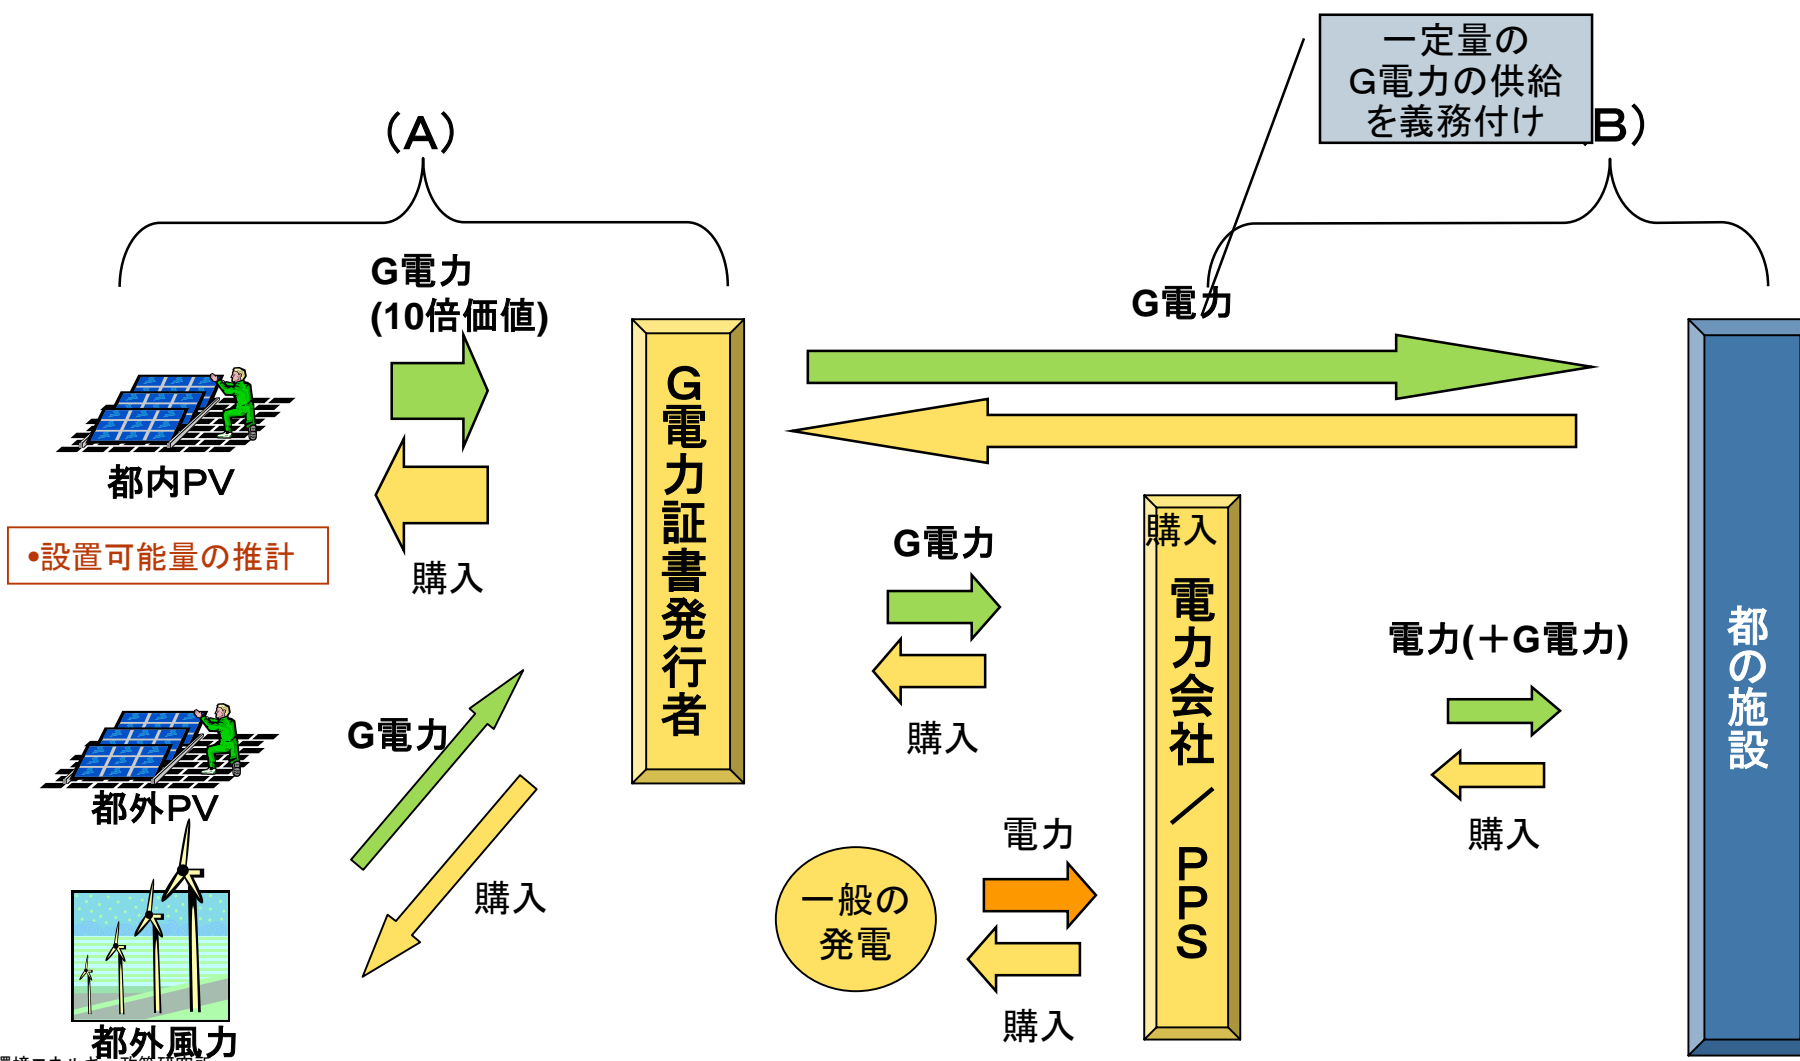 一定量の
G電力の供給
を義務付け
(A)
B)
G電力
(10倍価値)
G電力
都内PV
•設置可能量の推計
購入
G電力証書発行者
購入
G電力
購入
電力会社/PPS
電力(+G電力)
購入
都の施設
G電力
都外PV
購入
電力
一般の
発電
購入
都外風力